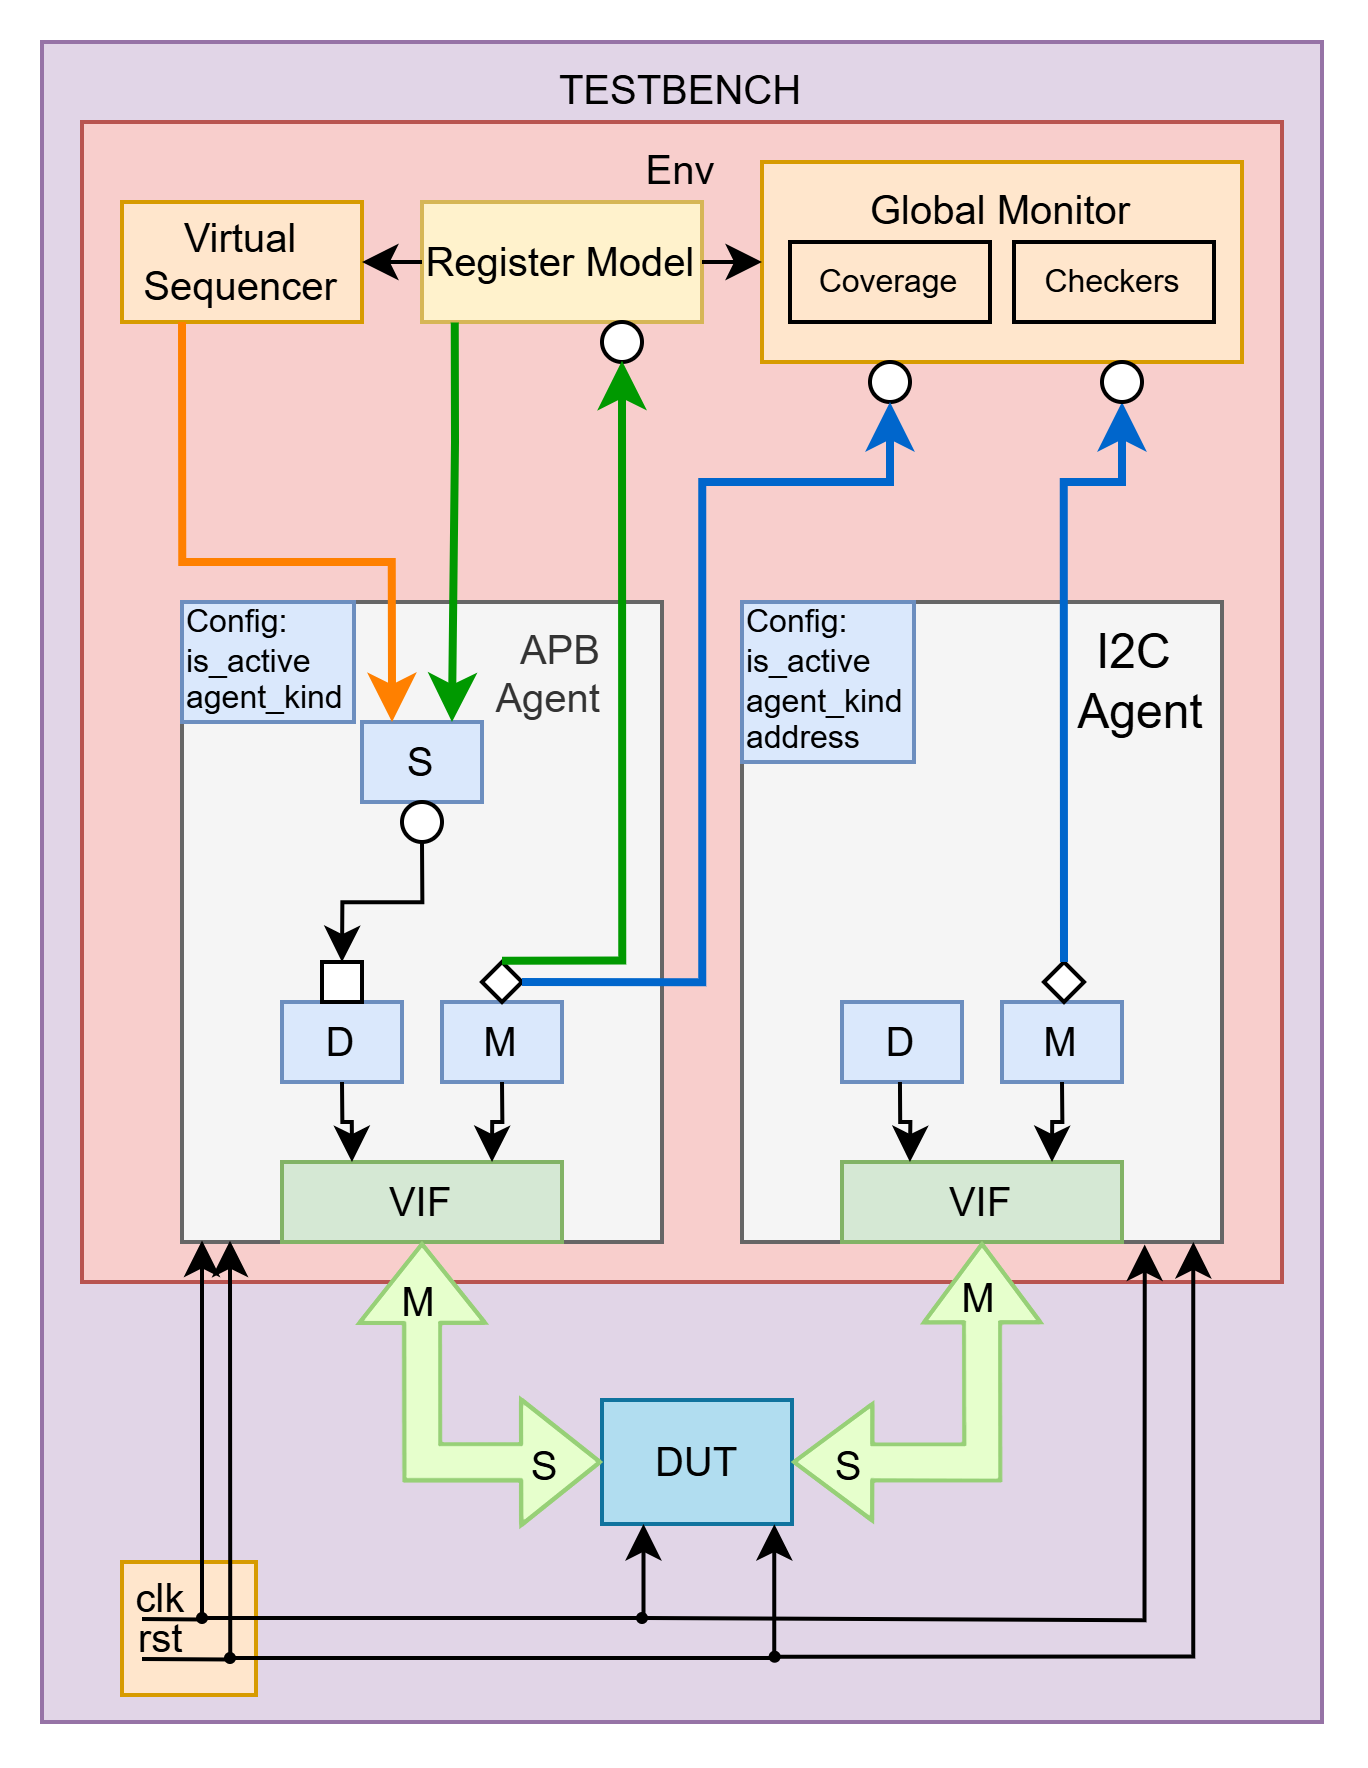 TESTBENCH
Env
Virtual
Sequencer
Register Model
Global Monitor
Coverage
Checkers
Config:
is_active
agent_kind
APB
Agent
S
D
M
VIF
Config:
is_active
agent_kind
address
I2C
Agent
D
M
VIF
M
M
S
DUT
S
clk
rst